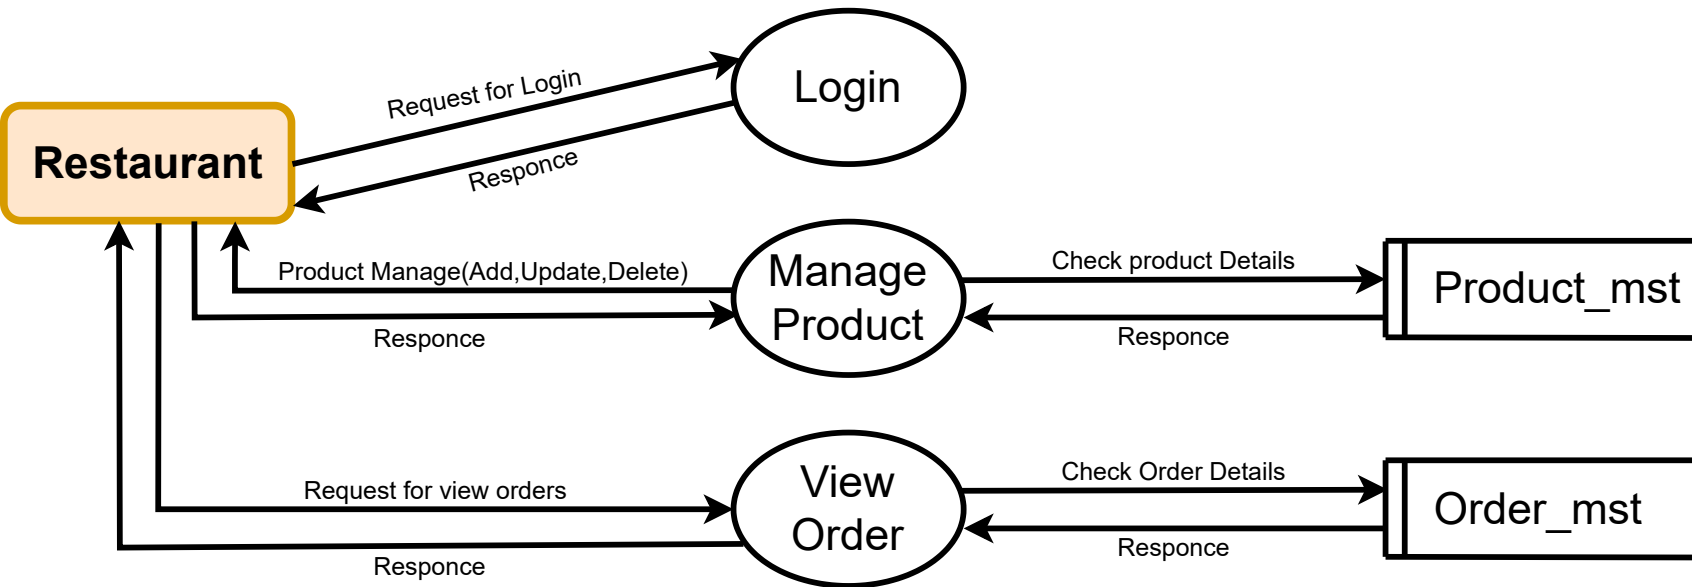 Request for Login
Login
Restaurant
Responce
Product Manage(Add,Update,Delete)
Manage
Product
Check product Details
Product_mst
Responce
Responce
Request for view orders
View
Order
Check Order Details
Order_mst
Responce
Responce